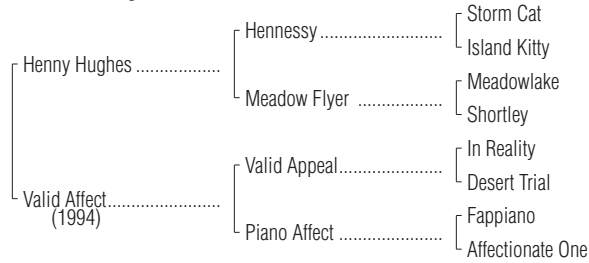 Storm Cat
Hennessy ........................
Island Kitty
Henny Hughes .................
Meadowlake
Meadow Flyer .................
Shortley
In Reality
Valid Appeal.....................
Desert Trial
Valid Affect......................
(1994)
Fappiano
Piano Affect .....................
Affectionate One